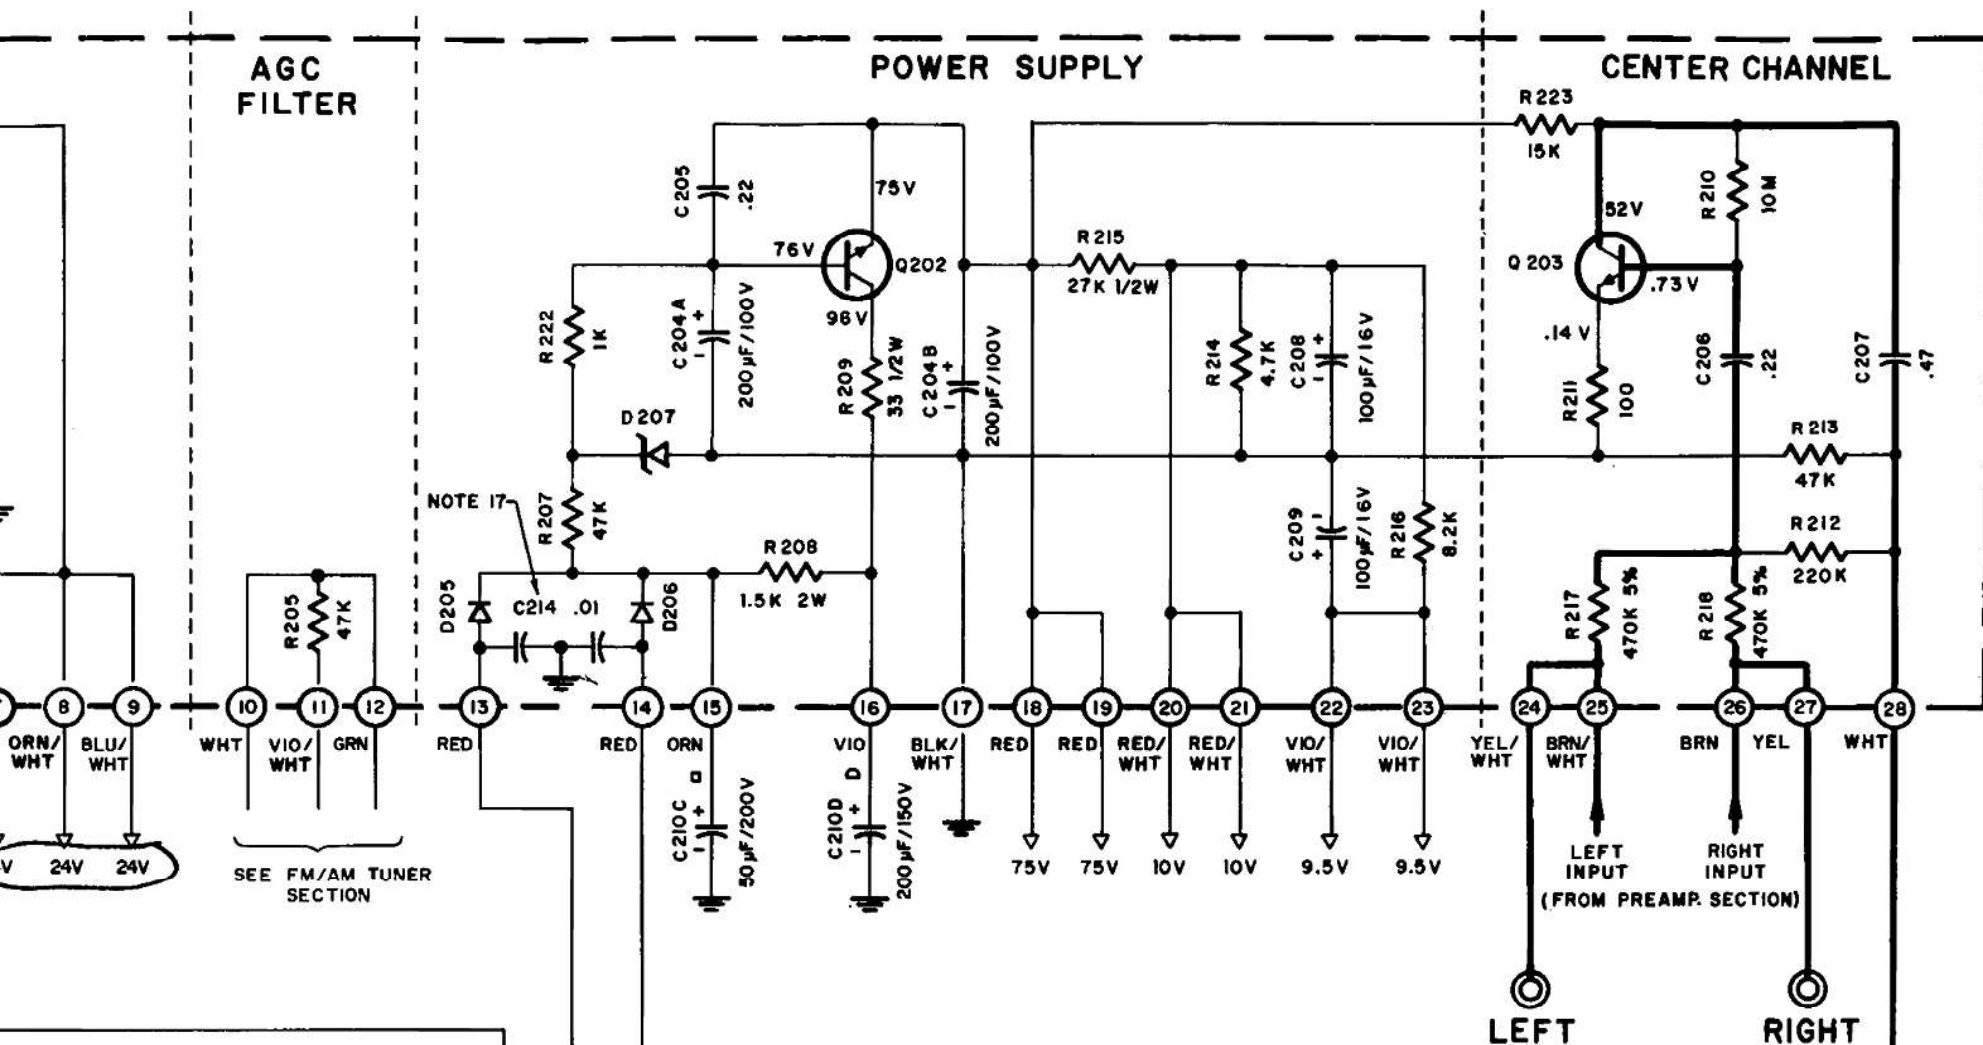 AGC
FILTER
POWER SUPPLY
CENTER CHANNEL
R223
15K
C205
.22
75V
76V
Q202
98V
R222
1K
C204A
+
-
200µF/100V
R209
33 1/2W
C204B
+
-
200µF/100V
R215
27K 1/2W
R214
4.7K
C208
+
-
100µF/16V
52V
R210
10M
Q203
.73V
.14V
R211
100
C206
.22
C207
.47
D207
R213
47K
NOTE 17
R207
47K
R208
1.5K 2W
C209
-
+
100µF/16V
R216
8.2K
R212
220K
R205
47K
D205
C214 .01
D206
R217
470K 5%
R218
470K 5%
8
9
10
11
12
13
14
15
16
17
18
19
20
21
22
23
24
25
26
27
28
ORN/
WHT
BLU/
WHT
WHT
VIO/
WHT
GRN
RED
RED
ORN
VIO
BLK/
WHT
RED
RED
RED/
WHT
RED/
WHT
VIO/
WHT
VIO/
WHT
YEL/
WHT
BRN/
WHT
BRN
YEL
WHT
C210C
+
-
50µF/200V
D
C210D
+
-
200µF/150V
V
24V
24V
SEE FM/AM TUNER
SECTION
75V
75V
10V
10V
9.5V
9.5V
LEFT
INPUT
RIGHT
INPUT
(FROM PREAMP. SECTION)
LEFT
RIGHT